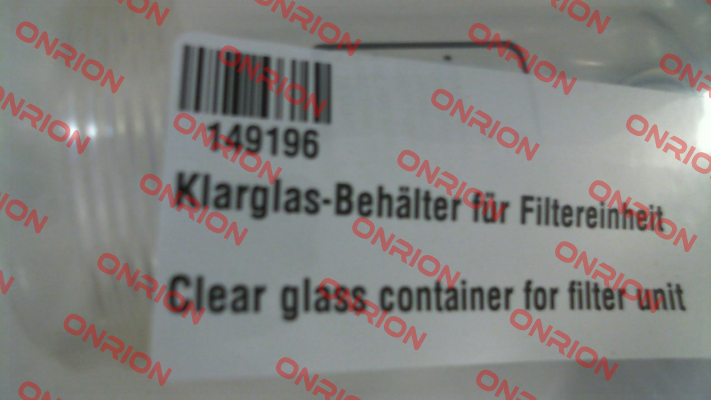 149196
Klarglas-Behälter für Filtereinheit
Clear glass container for filter unit
ONRION